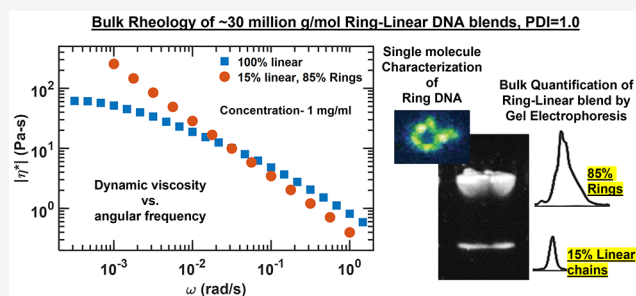 Bulk Rheology of ~30 million g/mol Ring-Linear DNA blends, PDI=1.0
100% linear
15% linear, 85% Rings
Concentration- 1 mg/ml
Dynamic viscosity
vs.
angular frequency
|η*| (Pa-s)
10²
10¹
10⁰
10⁻³
10⁻²
10⁻¹
10⁰
ω (rad/s)
Single molecule
Characterization
of
Ring DNA
Bulk Quantification of
Ring-Linear blend by
Gel Electrophoresis
85%
Rings
15% Linear
chains